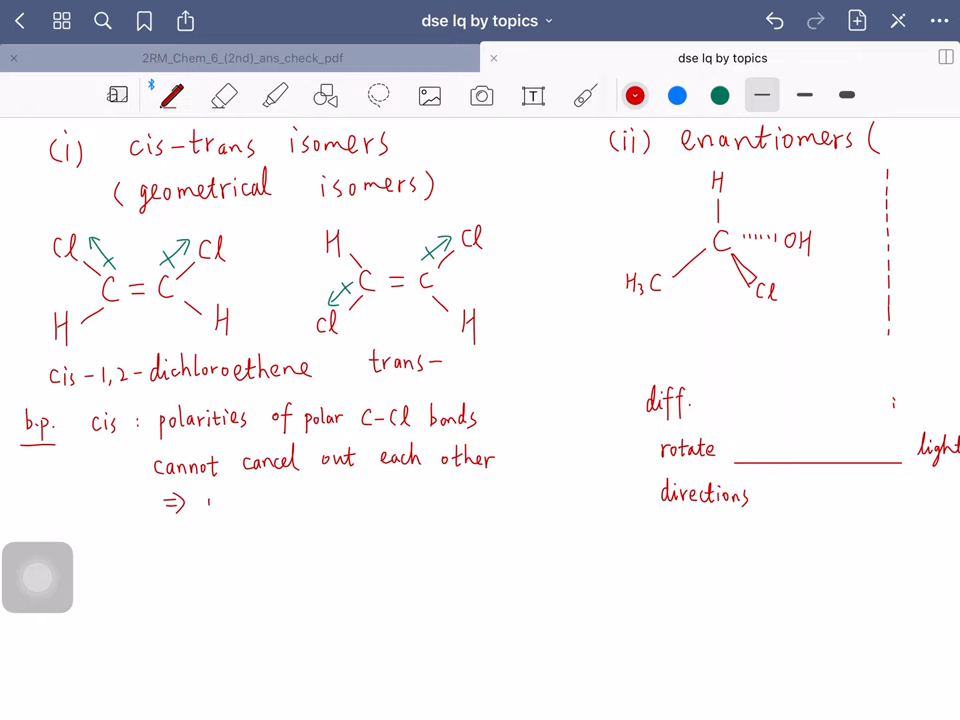 dse lq by topics
2RM_Chem_6_(2nd)_ans_check_pdf
dse lq by topics
(i) cis-trans isomers
(geometrical isomers)
Cl Cl
C = C
H H
H Cl
C = C
Cl H
cis-1,2-dichloroethene trans-
b.p. cis : polarities of polar C-Cl bonds
cannot cancel out each other
⇒
(ii) enantiomers (
H
C OH
H3C Cl
diff. :
rotate light
directions